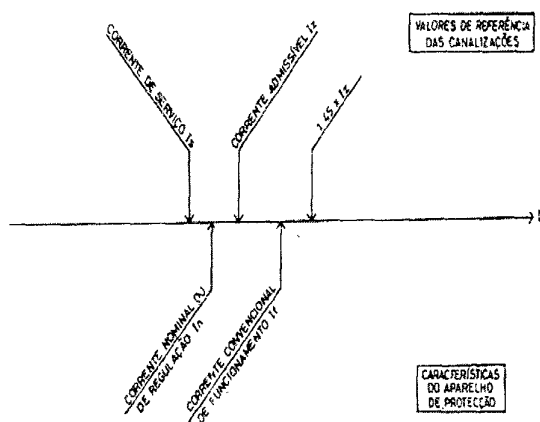 CORRENTE DE SERVIÇO Is
CORRENTE ADMISSÍVEL Iz
1.45 x Iz
VALORES DE REFERÊNCIA
DAS CANALIZAÇÕES
I
CORRENTE NOMINAL OU
DE REGULAÇÃO In
CORRENTE CONVENCIONAL
DE FUNCIONAMENTO If
CARACTERÍSTICAS
DO APARELHO
DE PROTECÇÃO